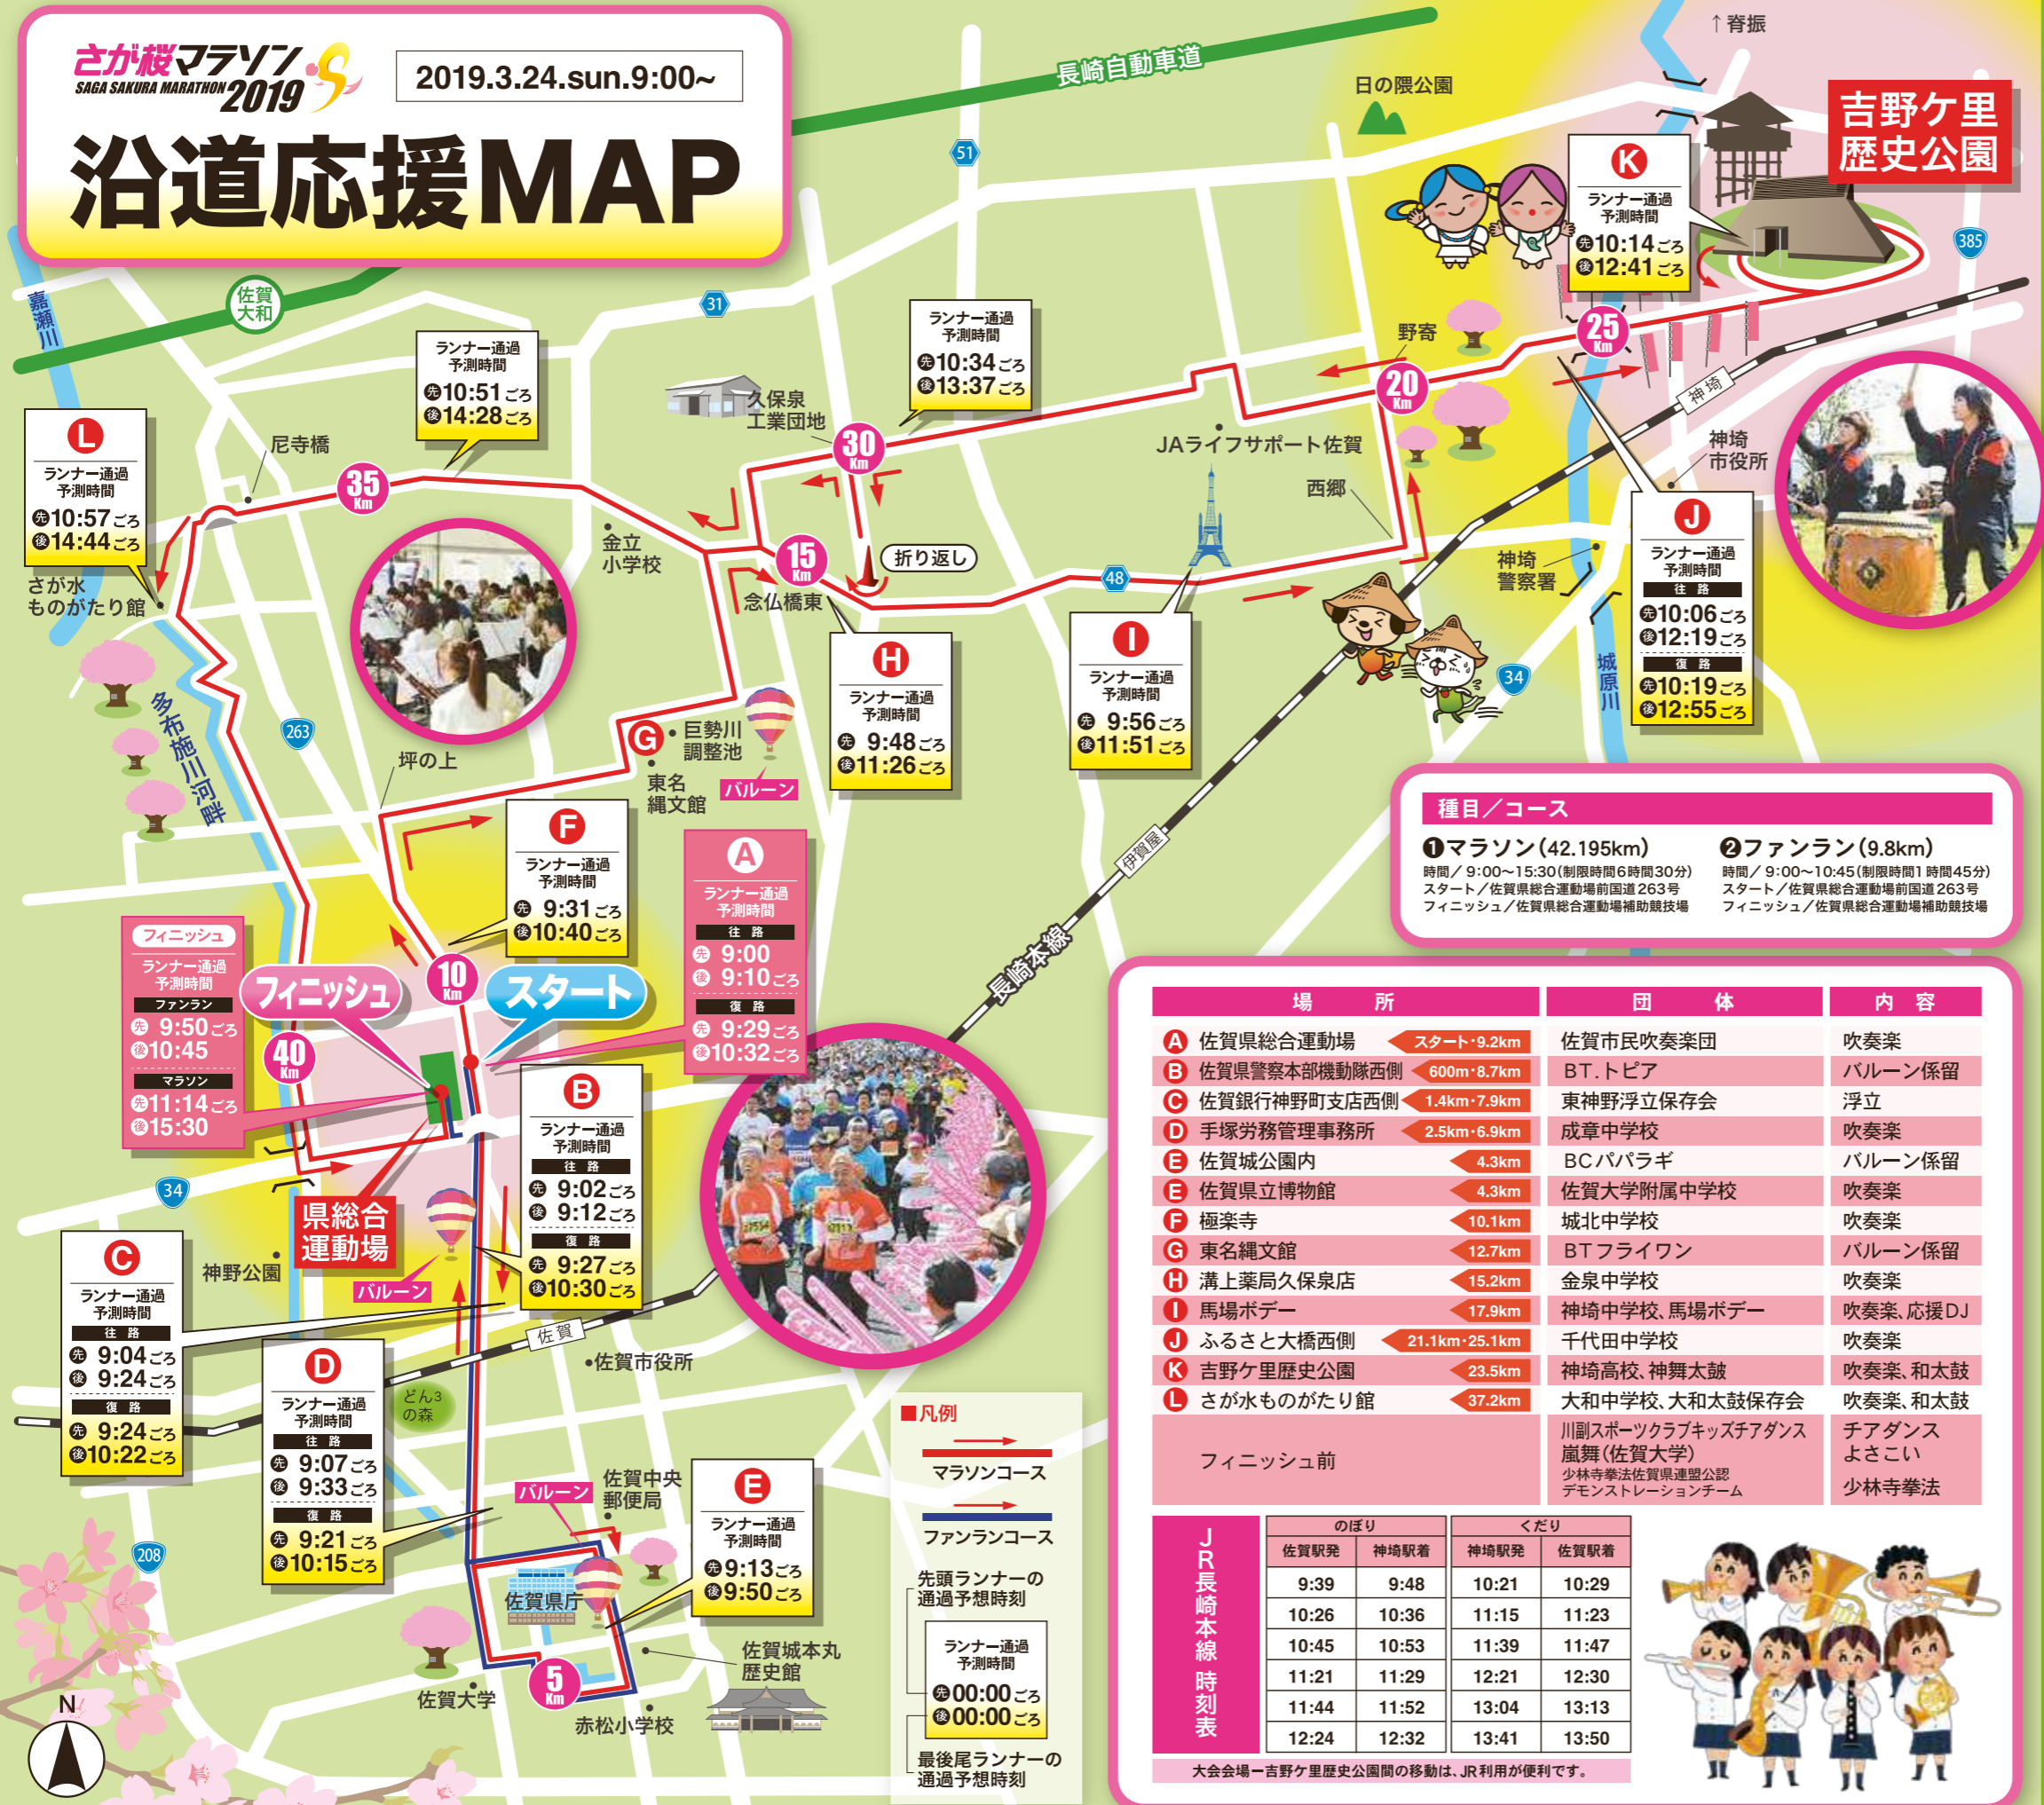 さが桜マラソン
SAGA SAKURA MARATHON 2019
2019.3.24.sun.9:00~
沿道応援MAP
長崎自動車道
↑脊振
日の隈公園
吉野ケ里
歴史公園
51
385
31
佐賀
大和
嘉瀬川
K
ランナー通過
予測時間
先10:14ごろ
後12:41ごろ
ランナー通過
予測時間
先10:34ごろ
後13:37ごろ
ランナー通過
予測時間
先10:51ごろ
後14:28ごろ
野寄
25Km
20Km
神埼
神埼
市役所
久保泉
工業団地
30Km
JAライフサポート佐賀
西郷
L
ランナー通過
予測時間
先10:57ごろ
後14:44ごろ
さが水
ものがたり館
尼寺橋
35Km
金立
小学校
15Km
折り返し
念仏橋東
48
神埼
警察署
J
ランナー通過
予測時間
往路
先10:06ごろ
後12:19ごろ
復路
先10:19ごろ
後12:55ごろ
I
ランナー通過
予測時間
先9:56ごろ
後11:51ごろ
H
ランナー通過
予測時間
先9:48ごろ
後11:26ごろ
34
城原川
多布施川河畔
263
坪の上
G
巨勢川
調整池
東名
縄文館
バルーン
伊賀屋
長崎本線
F
ランナー通過
予測時間
先9:31ごろ
後10:40ごろ
A
ランナー通過
予測時間
往路
先9:00
後9:10ごろ
復路
先9:29ごろ
後10:32ごろ
フィニッシュ
ランナー通過
予測時間
ファンラン
先9:50ごろ
後10:45
マラソン
先11:14ごろ
後15:30
フィニッシュ
10Km
スタート
40Km
B
ランナー通過
予測時間
往路
先9:02ごろ
後9:12ごろ
復路
先9:27ごろ
後10:30ごろ
34
県総合
運動場
神野公園
バルーン
C
ランナー通過
予測時間
往路
先9:04ごろ
後9:24ごろ
復路
先9:24ごろ
後10:22ごろ
佐賀
佐賀市役所
D
ランナー通過
予測時間
往路
先9:07ごろ
後9:33ごろ
復路
先9:21ごろ
後10:15ごろ
どん3
の森
208
バルーン
佐賀中央
郵便局
E
ランナー通過
予測時間
先9:13ごろ
後9:50ごろ
佐賀県庁
佐賀城本丸
歴史館
5Km
佐賀大学
赤松小学校
N
■凡例
マラソンコース
ファンランコース
先頭ランナーの
通過予想時刻
ランナー通過
予測時間
先00:00ごろ
後00:00ごろ
最後尾ランナーの
通過予想時刻
種目／コース
❶マラソン(42.195km)
時間／9:00～15:30(制限時間6時間30分)
スタート／佐賀県総合運動場前国道263号
フィニッシュ／佐賀県総合運動場補助競技場
❷ファンラン(9.8km)
時間／9:00～10:45(制限時間1時間45分)
スタート／佐賀県総合運動場前国道263号
フィニッシュ／佐賀県総合運動場補助競技場
場所 団体 内容
A 佐賀県総合運動場 スタート・9.2km 佐賀市民吹奏楽団 吹奏楽
B 佐賀県警察本部機動隊西側 600m・8.7km BT.トピア バルーン係留
C 佐賀銀行神野町支店西側 1.4km・7.9km 東神野浮立保存会 浮立
D 手塚労務管理事務所 2.5km・6.9km 成章中学校 吹奏楽
E 佐賀城公園内 4.3km BCパパラギ バルーン係留
E 佐賀県立博物館 4.3km 佐賀大学附属中学校 吹奏楽
F 極楽寺 10.1km 城北中学校 吹奏楽
G 東名縄文館 12.7km BTフライワン バルーン係留
H 溝上薬局久保泉店 15.2km 金泉中学校 吹奏楽
I 馬場ボデー 17.9km 神埼中学校、馬場ボデー 吹奏楽、応援DJ
J ふるさと大橋西側 21.1km・25.1km 千代田中学校 吹奏楽
K 吉野ケ里歴史公園 23.5km 神埼高校、神舞太皷 吹奏楽、和太鼓
L さが水ものがたり館 37.2km 大和中学校、大和太鼓保存会 吹奏楽、和太鼓
フィニッシュ前
川副スポーツクラブキッズチアダンス チアダンス
嵐舞(佐賀大学) よさこい
少林寺拳法佐賀県連盟公認
デモンストレーションチーム 少林寺拳法
JR長崎本線 時刻表
のぼり くだり
佐賀駅発 神埼駅着 神埼駅発 佐賀駅着
9:39 9:48 10:21 10:29
10:26 10:36 11:15 11:23
10:45 10:53 11:39 11:47
11:21 11:29 12:21 12:30
11:44 11:52 13:04 13:13
12:24 12:32 13:41 13:50
大会会場ー吉野ケ里歴史公園間の移動は、JR利用が便利です。